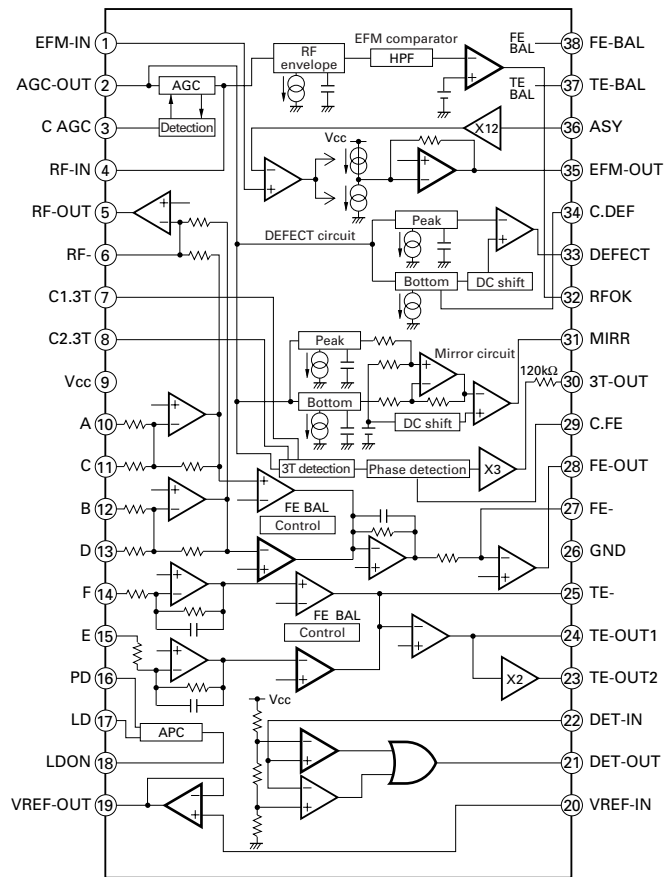 EFM-IN 1
AGC-OUT 2
C AGC 3
RF-IN 4
RF-OUT 5
RF- 6
C1.3T 7
C2.3T 8
Vcc 9
A 10
C 11
B 12
D 13
F 14
E 15
PD 16
LD 17
LDON 18
VREF-OUT 19
AGC
Detection
RF
envelope
EFM comparator
HPF
FE
BAL
TE
BAL
X12
Vcc
DEFECT circuit
Peak
Bottom
DC shift
Peak
Mirror circuit
Bottom
DC shift
120kΩ
3T detection
Phase detection
X3
FE BAL
Control
FE BAL
Control
X2
APC
Vcc
38 FE-BAL
37 TE-BAL
36 ASY
35 EFM-OUT
34 C.DEF
33 DEFECT
32 RFOK
31 MIRR
30 3T-OUT
29 C.FE
28 FE-OUT
27 FE-
26 GND
25 TE-
24 TE-OUT1
23 TE-OUT2
22 DET-IN
21 DET-OUT
20 VREF-IN